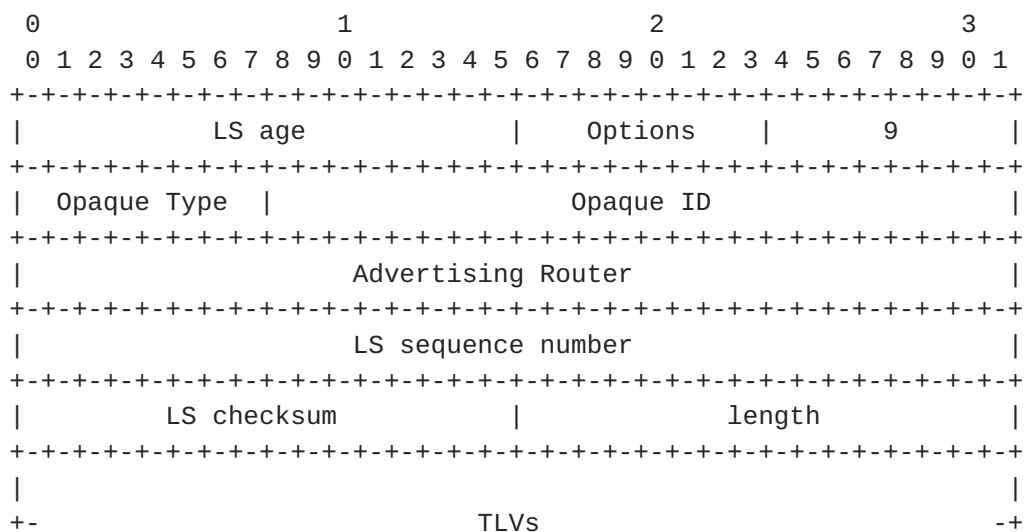 0                   1                   2                   3
 0 1 2 3 4 5 6 7 8 9 0 1 2 3 4 5 6 7 8 9 0 1 2 3 4 5 6 7 8 9 0 1
+-+-+-+-+-+-+-+-+-+-+-+-+-+-+-+-+-+-+-+-+-+-+-+-+-+-+-+-+-+-+-+-+
|            LS age             |    Options    |       9       |
+-+-+-+-+-+-+-+-+-+-+-+-+-+-+-+-+-+-+-+-+-+-+-+-+-+-+-+-+-+-+-+-+
|  Opaque Type  |                   Opaque ID                   |
+-+-+-+-+-+-+-+-+-+-+-+-+-+-+-+-+-+-+-+-+-+-+-+-+-+-+-+-+-+-+-+-+
|                     Advertising Router                        |
+-+-+-+-+-+-+-+-+-+-+-+-+-+-+-+-+-+-+-+-+-+-+-+-+-+-+-+-+-+-+-+-+
|                     LS sequence number                        |
+-+-+-+-+-+-+-+-+-+-+-+-+-+-+-+-+-+-+-+-+-+-+-+-+-+-+-+-+-+-+-+-+
|         LS checksum           |             length            |
+-+-+-+-+-+-+-+-+-+-+-+-+-+-+-+-+-+-+-+-+-+-+-+-+-+-+-+-+-+-+-+-+
|                                                               |
+-                            TLVs                             -+